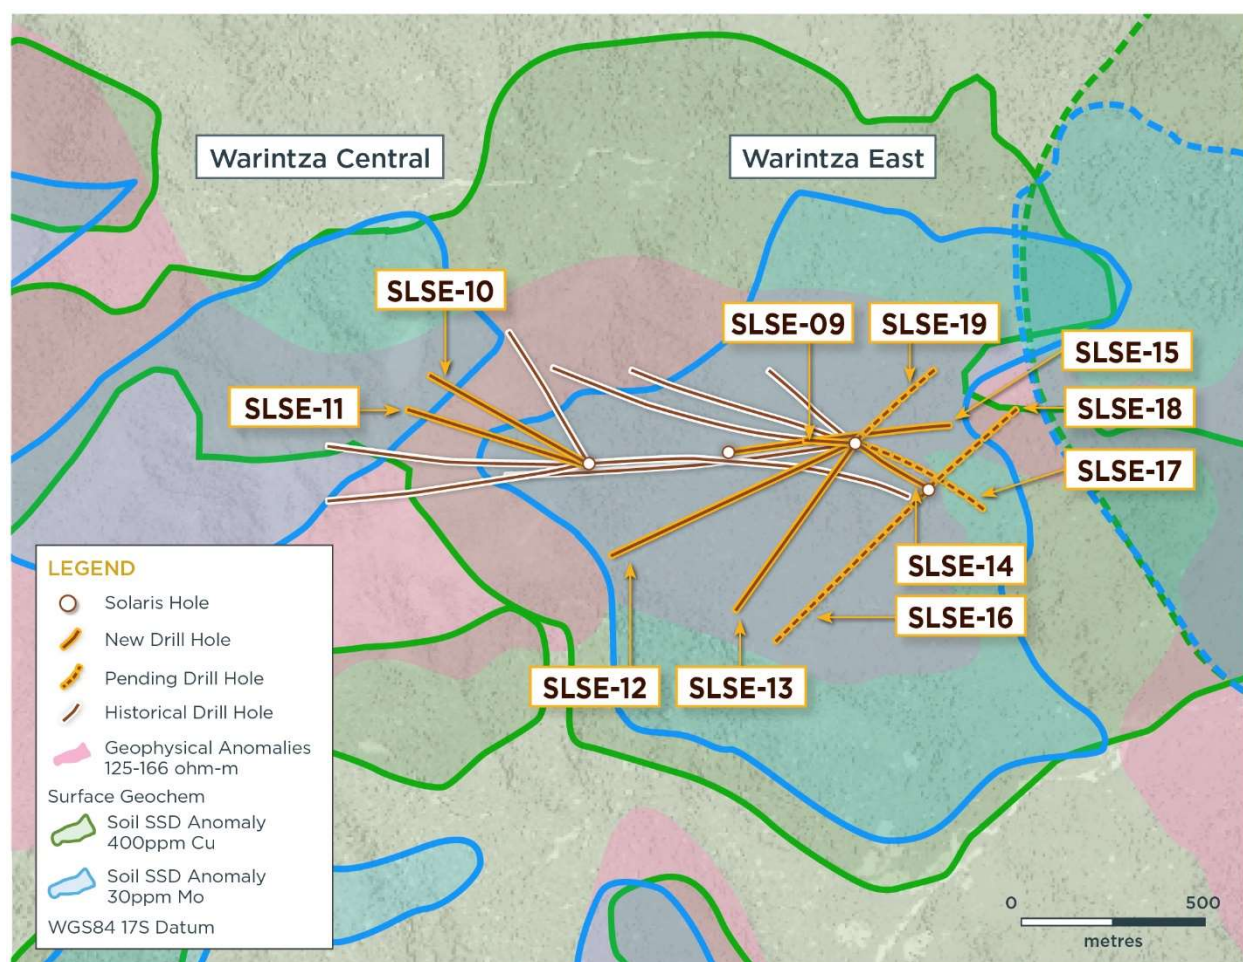 Warintza Central
Warintza East
SLSE-10
SLSE-09
SLSE-19
SLSE-15
SLSE-11
SLSE-18
SLSE-17
SLSE-14
SLSE-16
SLSE-12
SLSE-13
LEGEND
Solaris Hole
New Drill Hole
Pending Drill Hole
Historical Drill Hole
Geophysical Anomalies
125-166 ohm-m
Surface Geochem
Soil SSD Anomaly
400ppm Cu
Soil SSD Anomaly
30ppm Mo
WGS84 17S Datum
0 500
metres